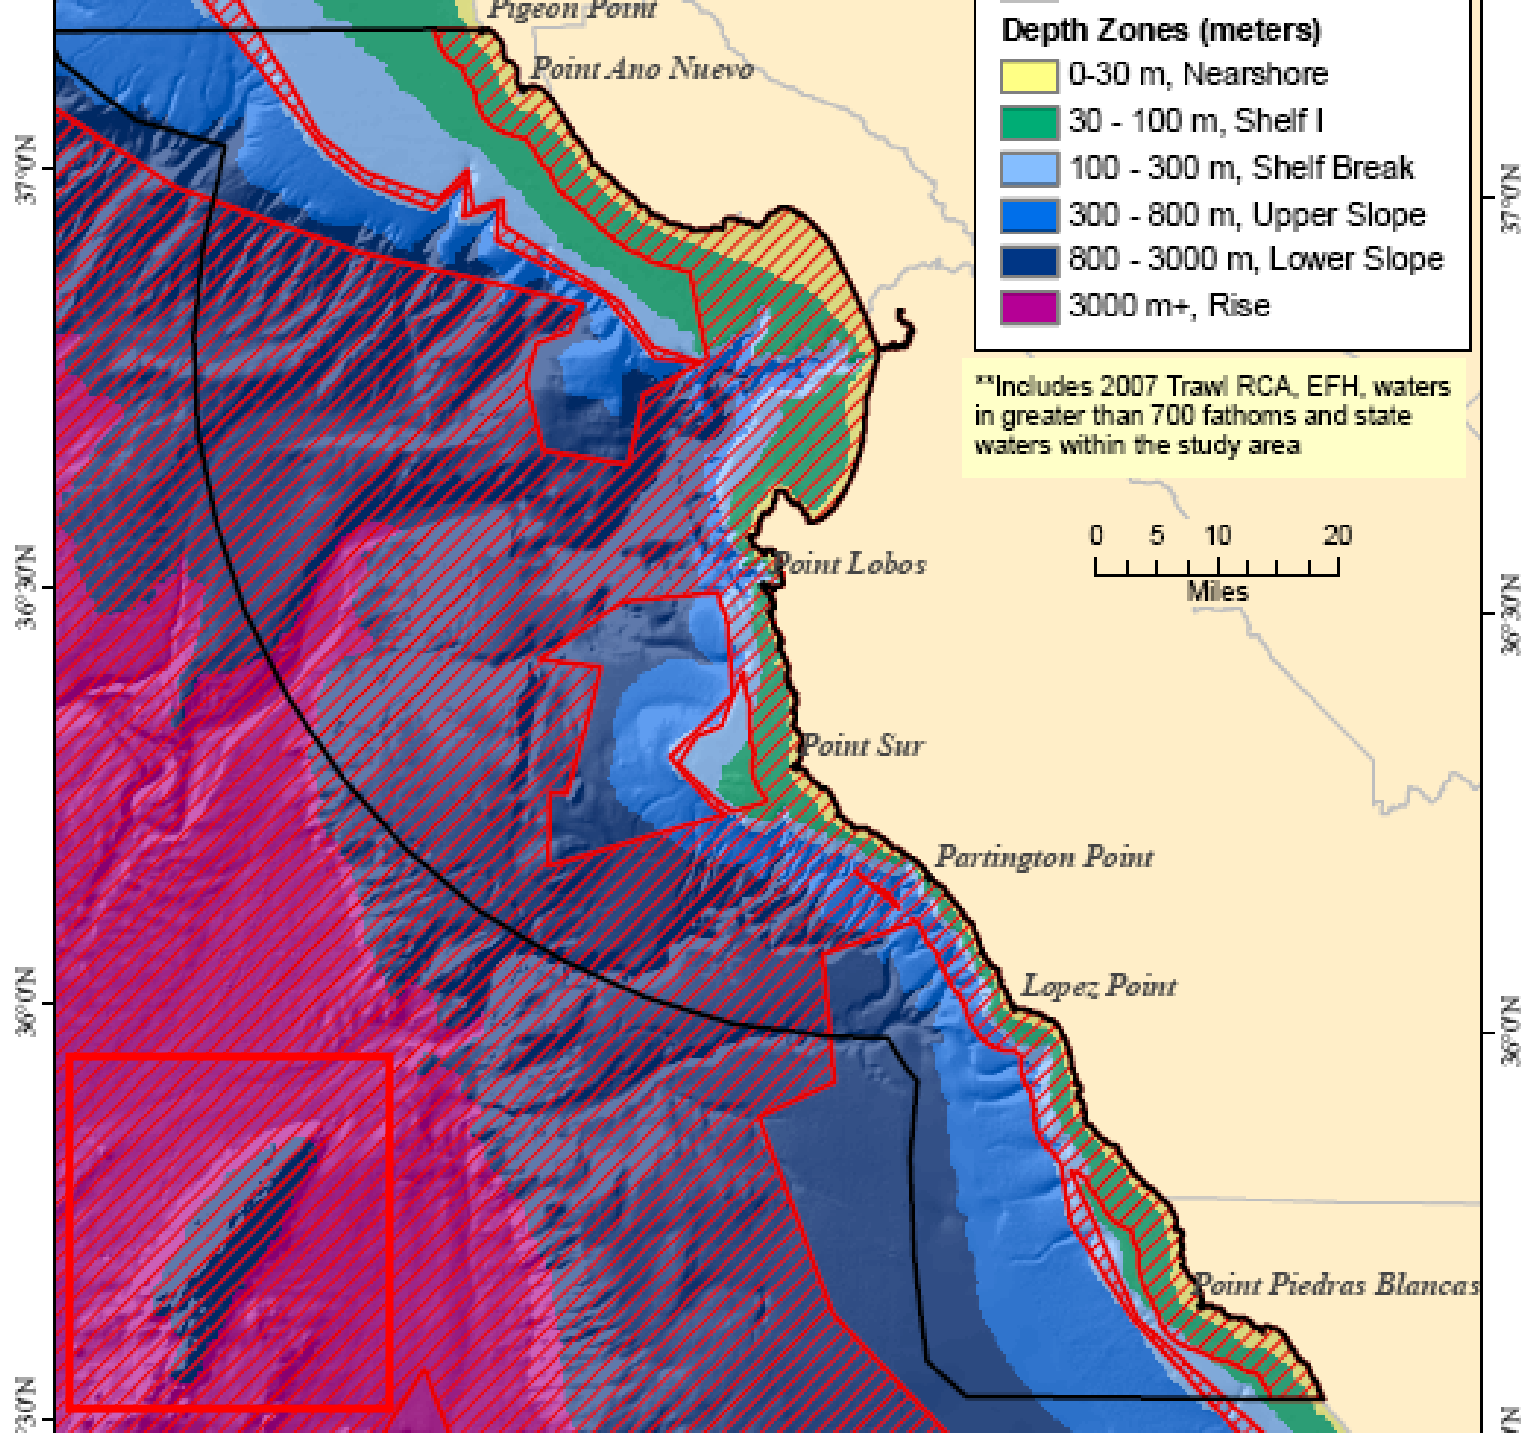 Pigeon Point
Point Ano Nuevo
Depth Zones (meters)
0-30 m, Nearshore
30 - 100 m, Shelf I
100 - 300 m, Shelf Break
300 - 800 m, Upper Slope
800 - 3000 m, Lower Slope
3000 m+, Rise
**Includes 2007 Trawl RCA, EFH, waters
in greater than 700 fathoms and state
waters within the study area
0 5 10 20
Miles
Point Lobos
Point Sur
Partington Point
Lopez Point
Point Piedras Blancas
37°0'N
36°30'N
36°0'N
°30'N
37°0'N
36°30'N
36°0'N